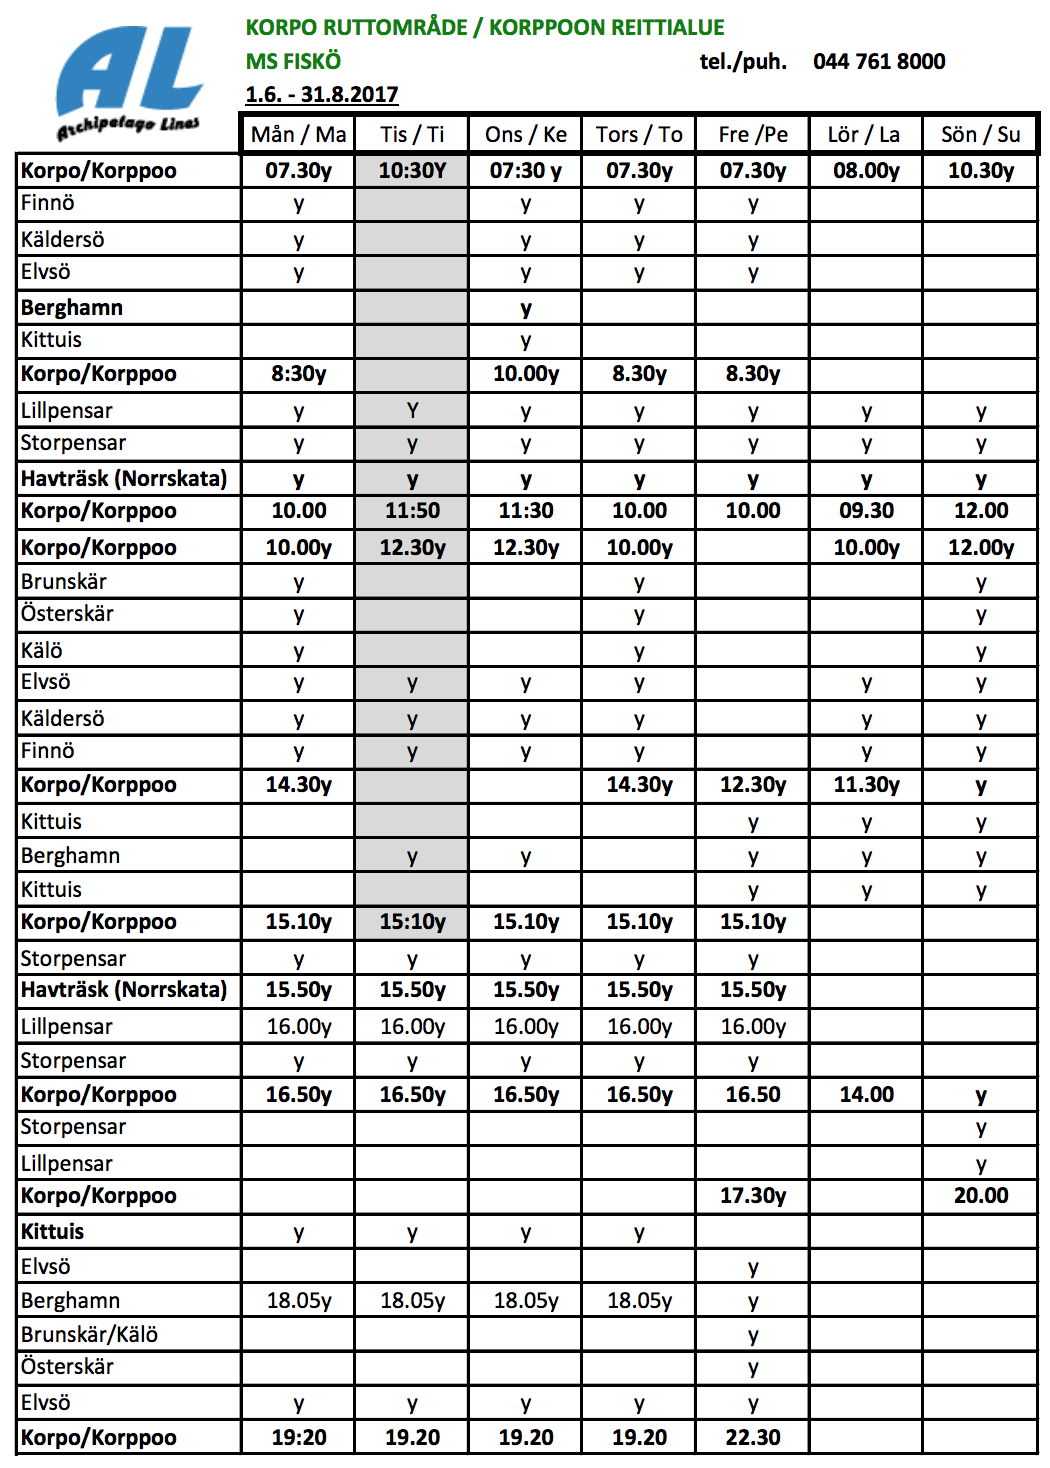 AL
Archipelago Lines
KORPO RUTTOMRÅDE / KORPPOON REITTIALUE
MS FISKÖ tel./puh. 044 761 8000
1.6. - 31.8.2017
Mån / Ma Tis / Ti Ons / Ke Tors / To Fre /Pe Lör / La Sön / Su
Korpo/Korppoo 07.30y 10:30Y 07:30 y 07.30y 07.30y 08.00y 10.30y
Finnö y y y y
Käldersö y y y y
Elvsö y y y y
Berghamn y
Kittuis y
Korpo/Korppoo 8:30y 10.00y 8.30y 8.30y
Lillpensar y Y y y y y y
Storpensar y y y y y y y
Havträsk (Norrskata) y y y y y y y
Korpo/Korppoo 10.00 11:50 11:30 10.00 10.00 09.30 12.00
Korpo/Korppoo 10.00y 12.30y 12.30y 10.00y 10.00y 12.00y
Brunskär y y y
Österskär y y y
Kälö y y y
Elvsö y y y y y y
Käldersö y y y y y y
Finnö y y y y y y
Korpo/Korppoo 14.30y 14.30y 12.30y 11.30y y
Kittuis y y y
Berghamn y y y y y
Kittuis y y y
Korpo/Korppoo 15.10y 15:10y 15.10y 15.10y 15.10y
Storpensar y y y y y
Havträsk (Norrskata) 15.50y 15.50y 15.50y 15.50y 15.50y
Lillpensar 16.00y 16.00y 16.00y 16.00y 16.00y
Storpensar y y y y y
Korpo/Korppoo 16.50y 16.50y 16.50y 16.50y 16.50 14.00 y
Storpensar y
Lillpensar y
Korpo/Korppoo 17.30y 20.00
Kittuis y y y y
Elvsö y
Berghamn 18.05y 18.05y 18.05y 18.05y y
Brunskär/Kälö y
Österskär y
Elvsö y y y y y
Korpo/Korppoo 19:20 19.20 19.20 19.20 22.30